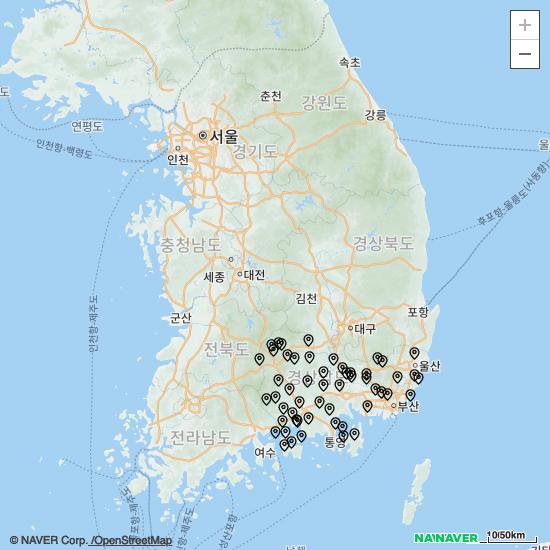 +
−
속초
춘천
강원도
강릉
도
연평도
서울
인천
경기도
인천항-백령도
울
후포항-울릉도(사동항)
충청남도
경상북도
세종
대전
김천
인천항-제주도
군산
포항
대구
전북도
울산
부산
전라남도
여수
통영
© NAVER Corp. /OpenStreetMap
NA\NAVER
10/50km